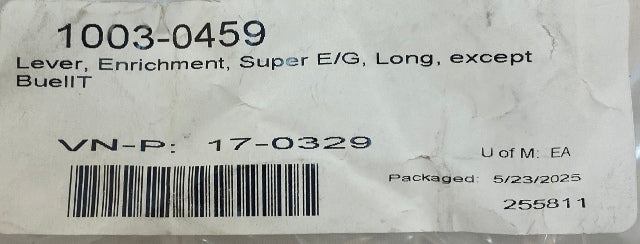 1003-0459
Lever, Enrichment, Super E/G, Long, except
BuellT
VN-P: 17-0329
U of M: EA
Packaged: 5/23/2025
255811